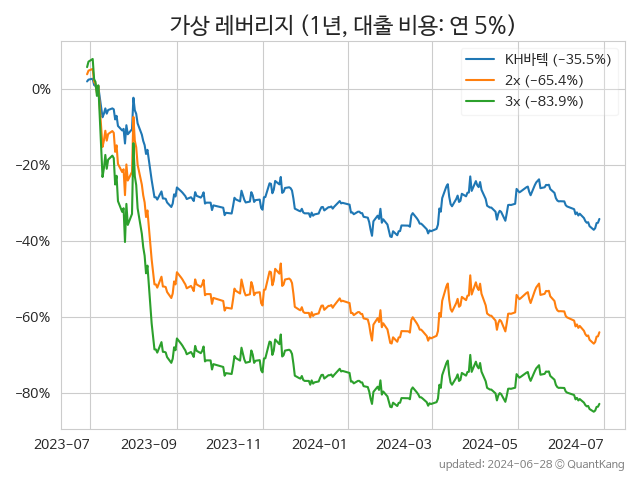 가상 레버리지 (1년, 대출 비용: 연 5%)
KH바텍 (−35.5%)
2x (−65.4%)
3x (−83.9%)
0%
−20%
−40%
−60%
−80%
2023-07 2023-09 2023-11 2024-01 2024-03 2024-05 2024-07
updated: 2024-06-28 © QuantKang